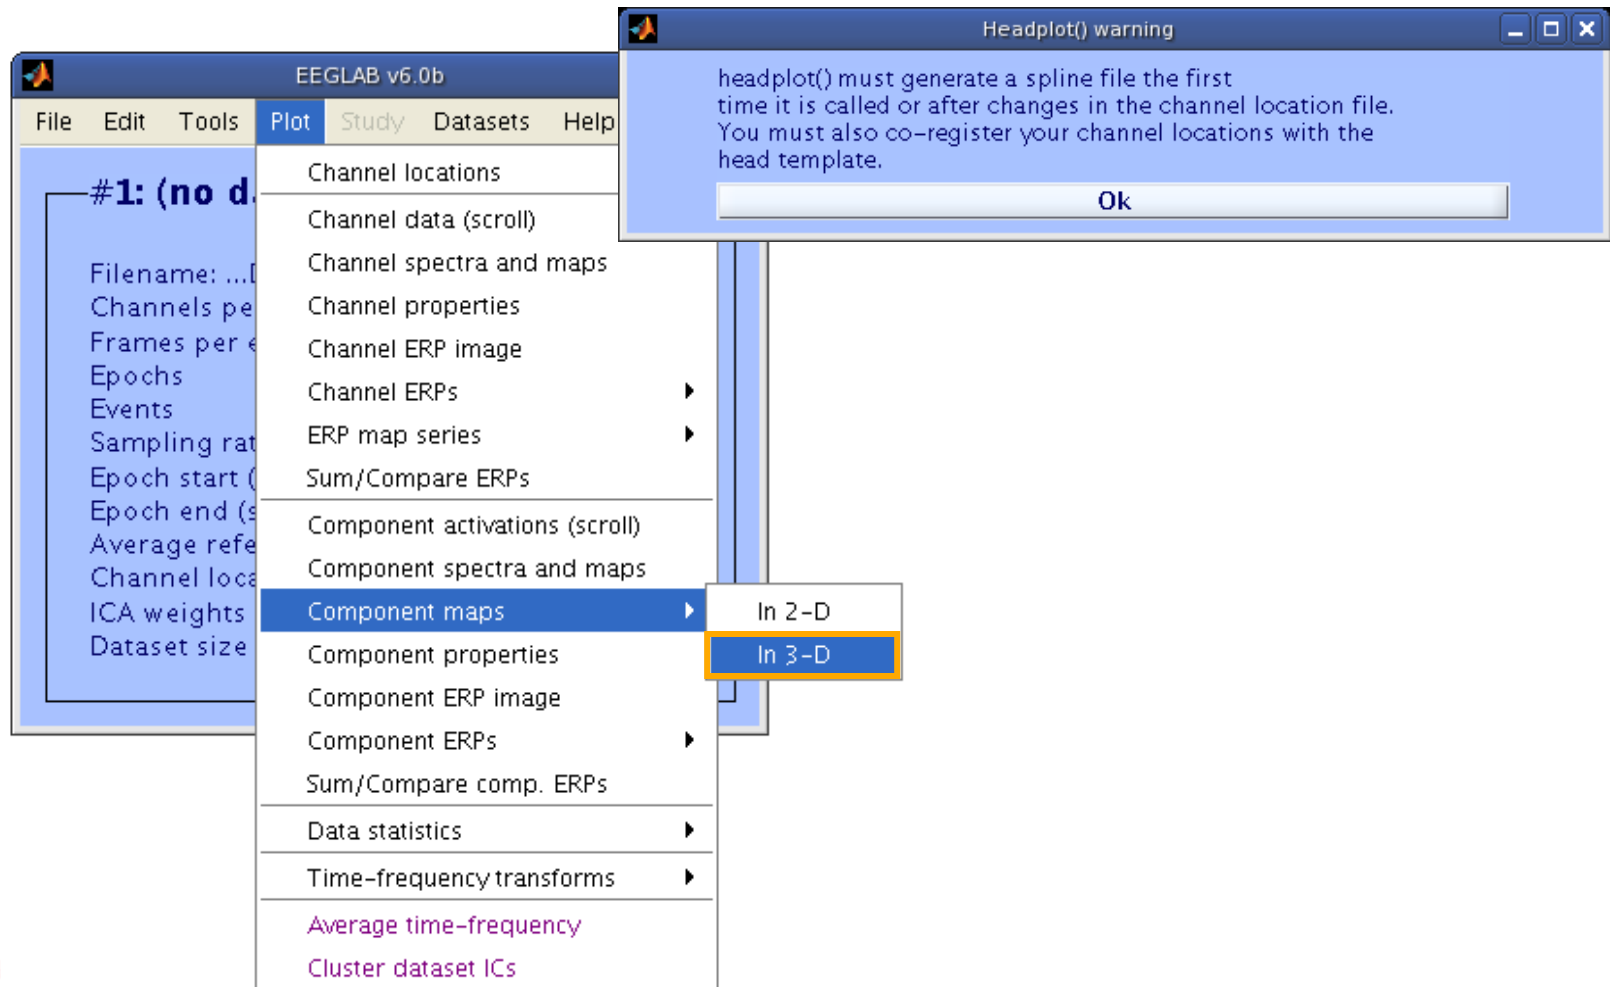 Headplot() warning
headplot() must generate a spline file the first
time it is called or after changes in the channel location file.
You must also co-register your channel locations with the
head template.
Ok
EEGLAB v6.0b
File Edit Tools Plot Study Datasets Help
#1: (no d
Filename: ...
Channels pe
Frames per e
Epochs
Events
Sampling rat
Epoch start (
Epoch end (s
Average refe
Channel loca
ICA weights
Dataset size
Channel locations
Channel data (scroll)
Channel spectra and maps
Channel properties
Channel ERP image
Channel ERPs
ERP map series
Sum/Compare ERPs
Component activations (scroll)
Component spectra and maps
Component maps
Component properties
Component ERP image
Component ERPs
Sum/Compare comp. ERPs
Data statistics
Time-frequency transforms
Average time-frequency
Cluster dataset ICs
In 2-D
In 3-D